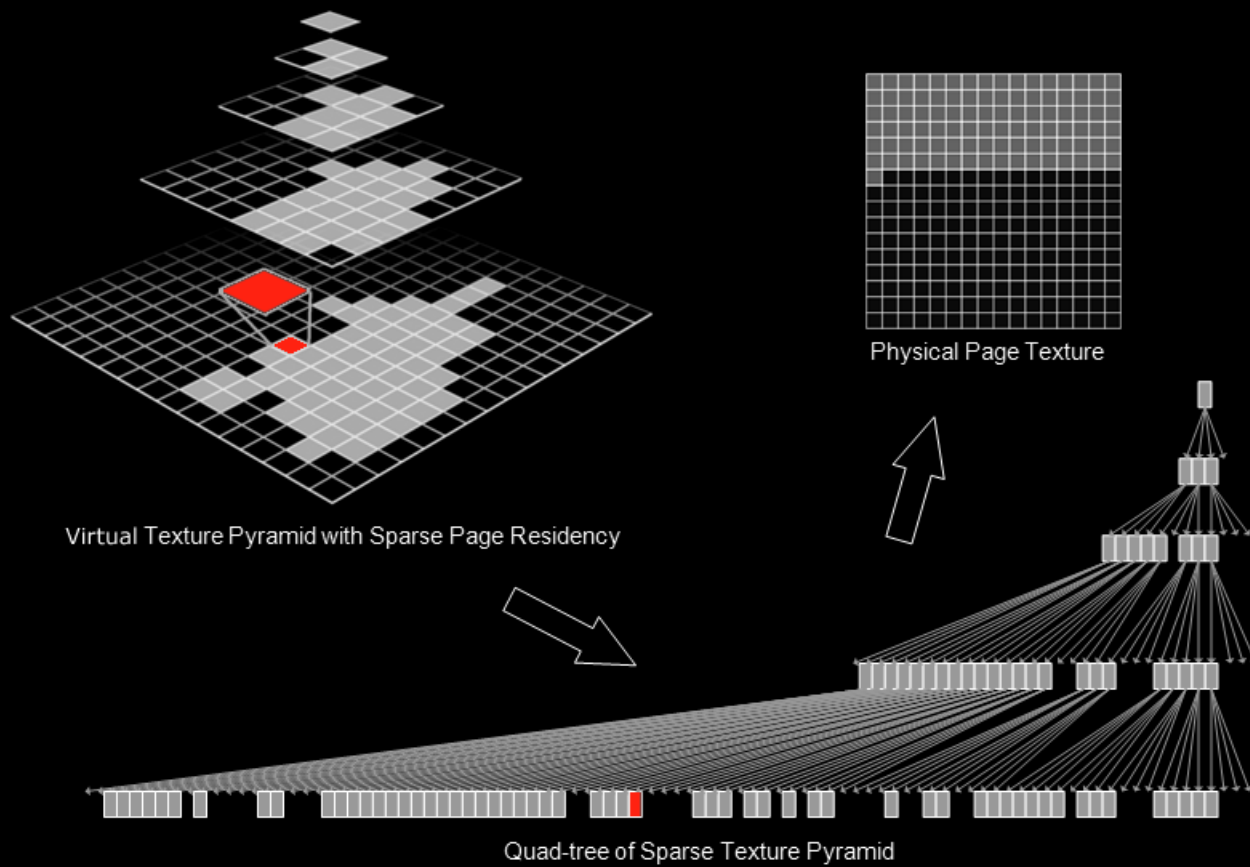 Physical Page Texture
Virtual Texture Pyramid with Sparse Page Residency
Quad-tree of Sparse Texture Pyramid